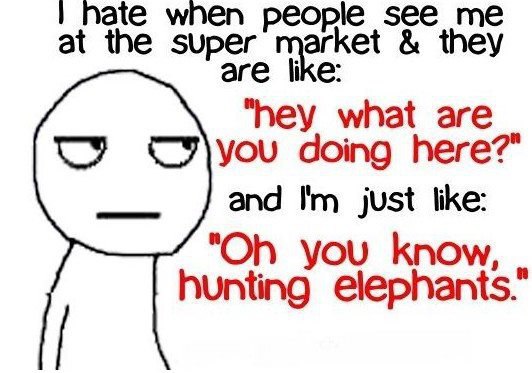 I hate when people see me
at the super market & they
are like:
"hey what are
you doing here?"
and I'm just like:
"Oh you know,
hunting elephants."